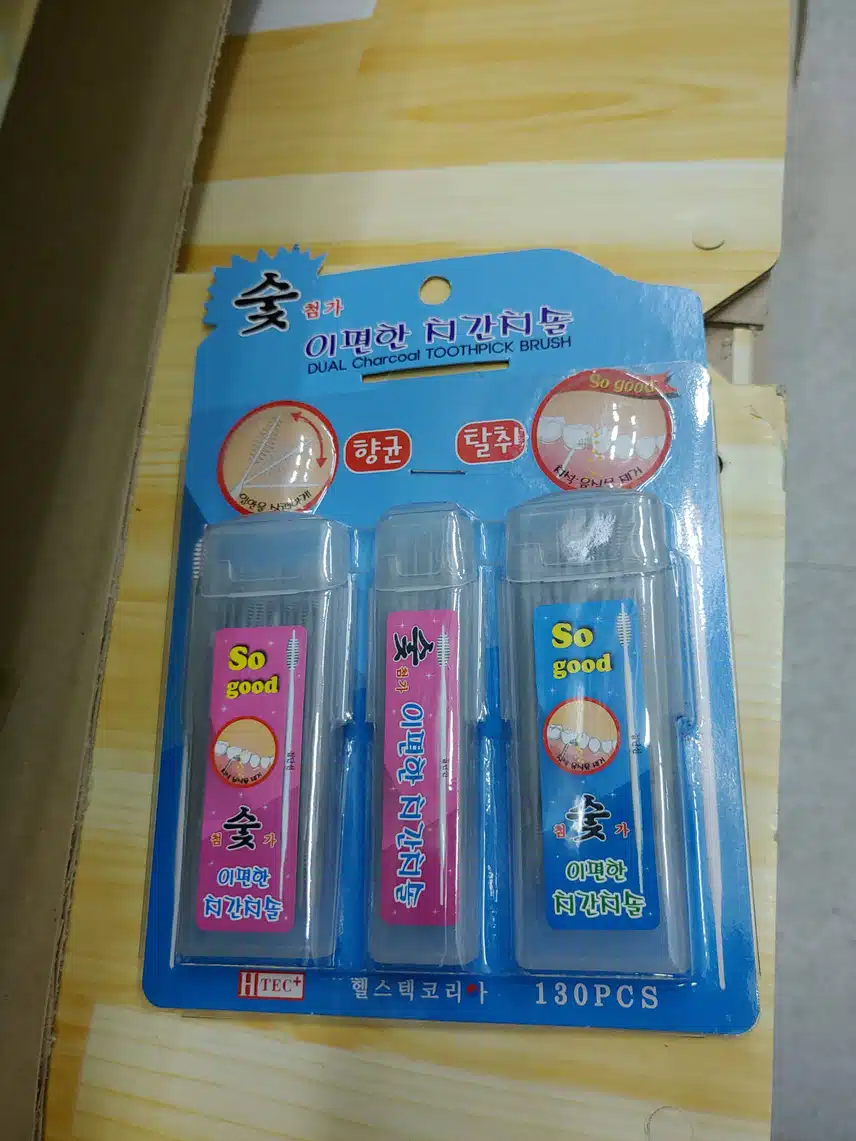 숯 첨가
이편한 치간치솔
DUAL Charcoal TOOTHPICK BRUSH
So good
향균
탈취
So
good
숯
첨 가
이편한
치간치솔
숯
첨가
이편한 치간치솔
So
good
첨 숯 가
이편한
치간치솔
H TEC+
헬스텍코리아
130PCS